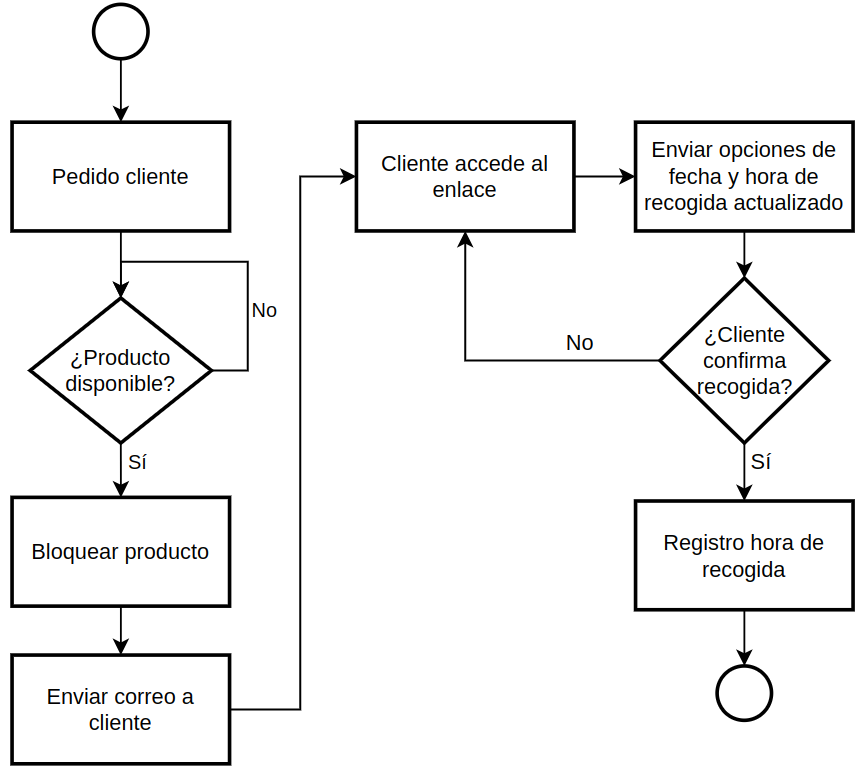 Pedido cliente
¿Producto
disponible?
No
Sí
Bloquear producto
Enviar correo a
cliente
Cliente accede al
enlace
Enviar opciones de
fecha y hora de
recogida actualizado
¿Cliente
confirma
recogida?
No
Sí
Registro hora de
recogida